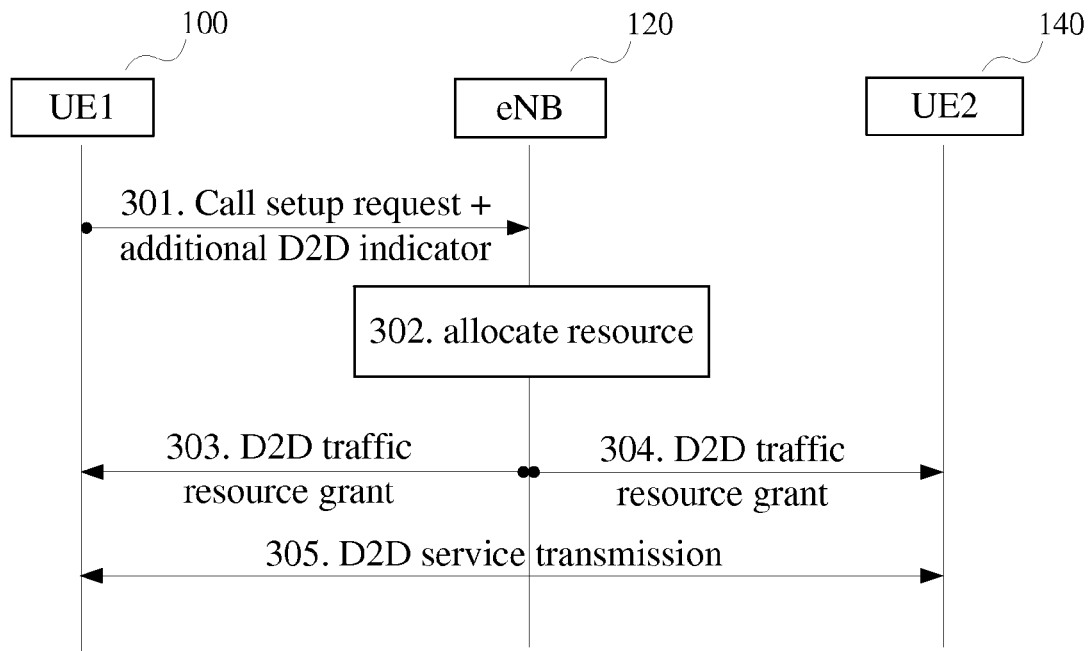 100
120
140
UE1
eNB
UE2
301. Call setup request +
additional D2D indicator
302. allocate resource
303. D2D traffic
resource grant
304. D2D traffic
resource grant
305. D2D service transmission